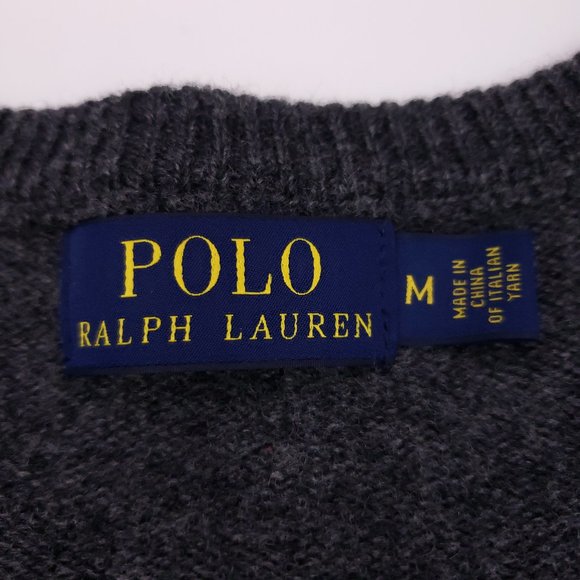 POLO
RALPH LAUREN
M
MADE IN
CHINA
OF ITALIAN
YARN